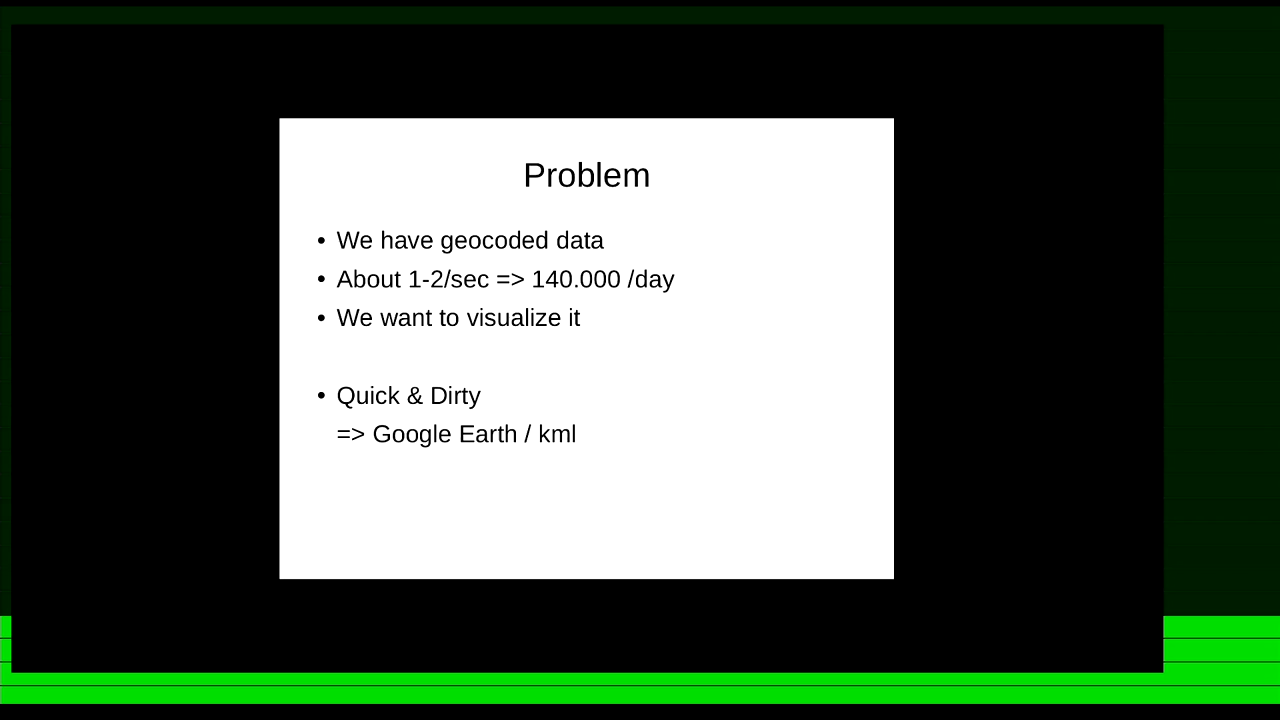 Problem
• We have geocoded data
• About 1-2/sec => 140.000 /day
• We want to visualize it
• Quick & Dirty
=> Google Earth / kml